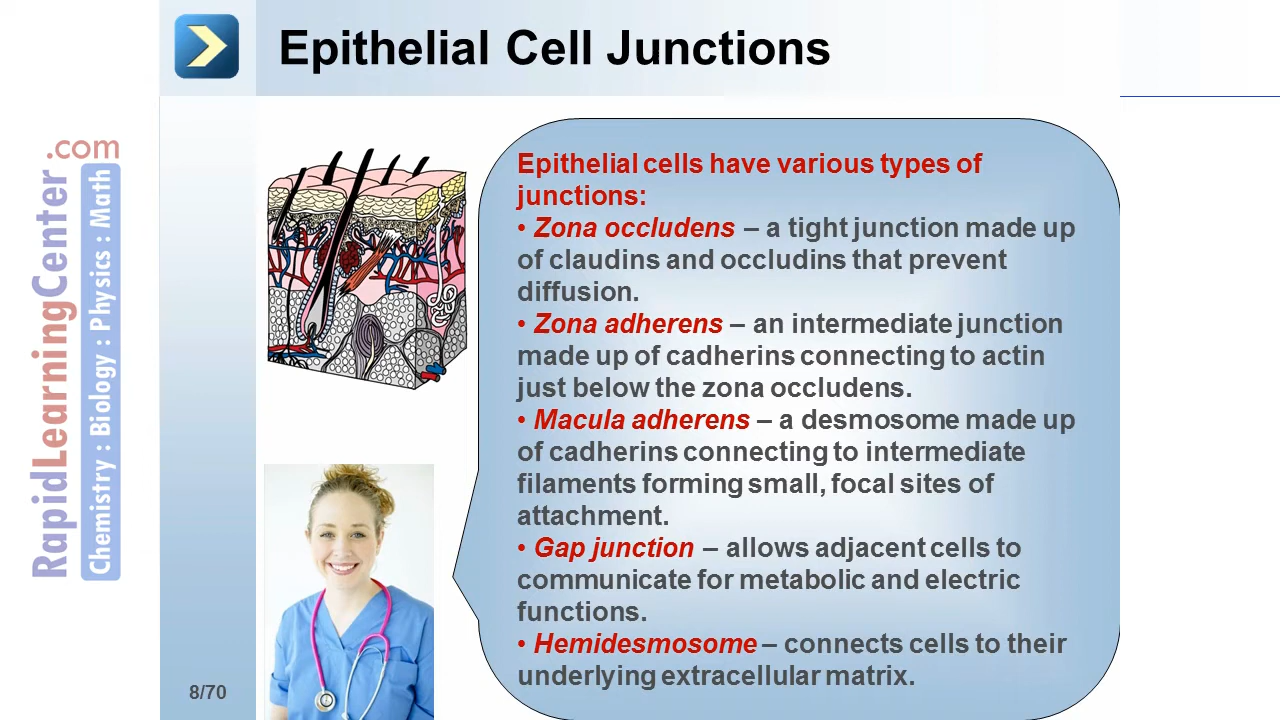 Epithelial Cell Junctions
RapidLearningCenter.com
Chemistry : Biology : Physics : Math
Epithelial cells have various types of
junctions:
• Zona occludens – a tight junction made up
of claudins and occludins that prevent
diffusion.
• Zona adherens – an intermediate junction
made up of cadherins connecting to actin
just below the zona occludens.
• Macula adherens – a desmosome made up
of cadherins connecting to intermediate
filaments forming small, focal sites of
attachment.
• Gap junction – allows adjacent cells to
communicate for metabolic and electric
functions.
• Hemidesmosome – connects cells to their
underlying extracellular matrix.
8/70